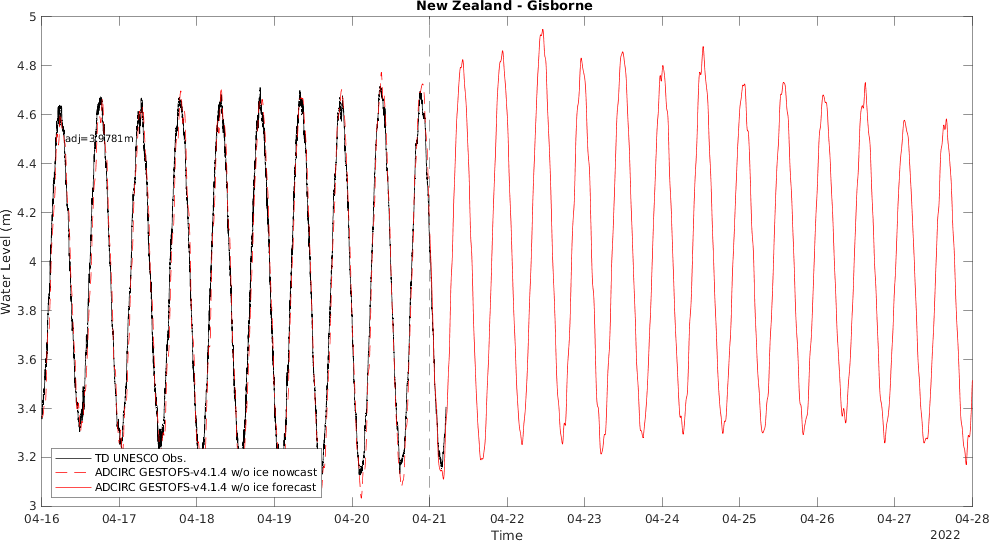 New Zealand - Gisborne
5
4.8
4.6
4.4
4.2
4
3.8
3.6
3.4
3.2
3
Water Level (m)
adj=3.9781m
TD UNESCO Obs.
ADCIRC GESTOFS-v4.1.4 w/o ice nowcast
ADCIRC GESTOFS-v4.1.4 w/o ice forecast
04-16 04-17 04-18 04-19 04-20 04-21 04-22 04-23 04-24 04-25 04-26 04-27 04-28
Time
2022